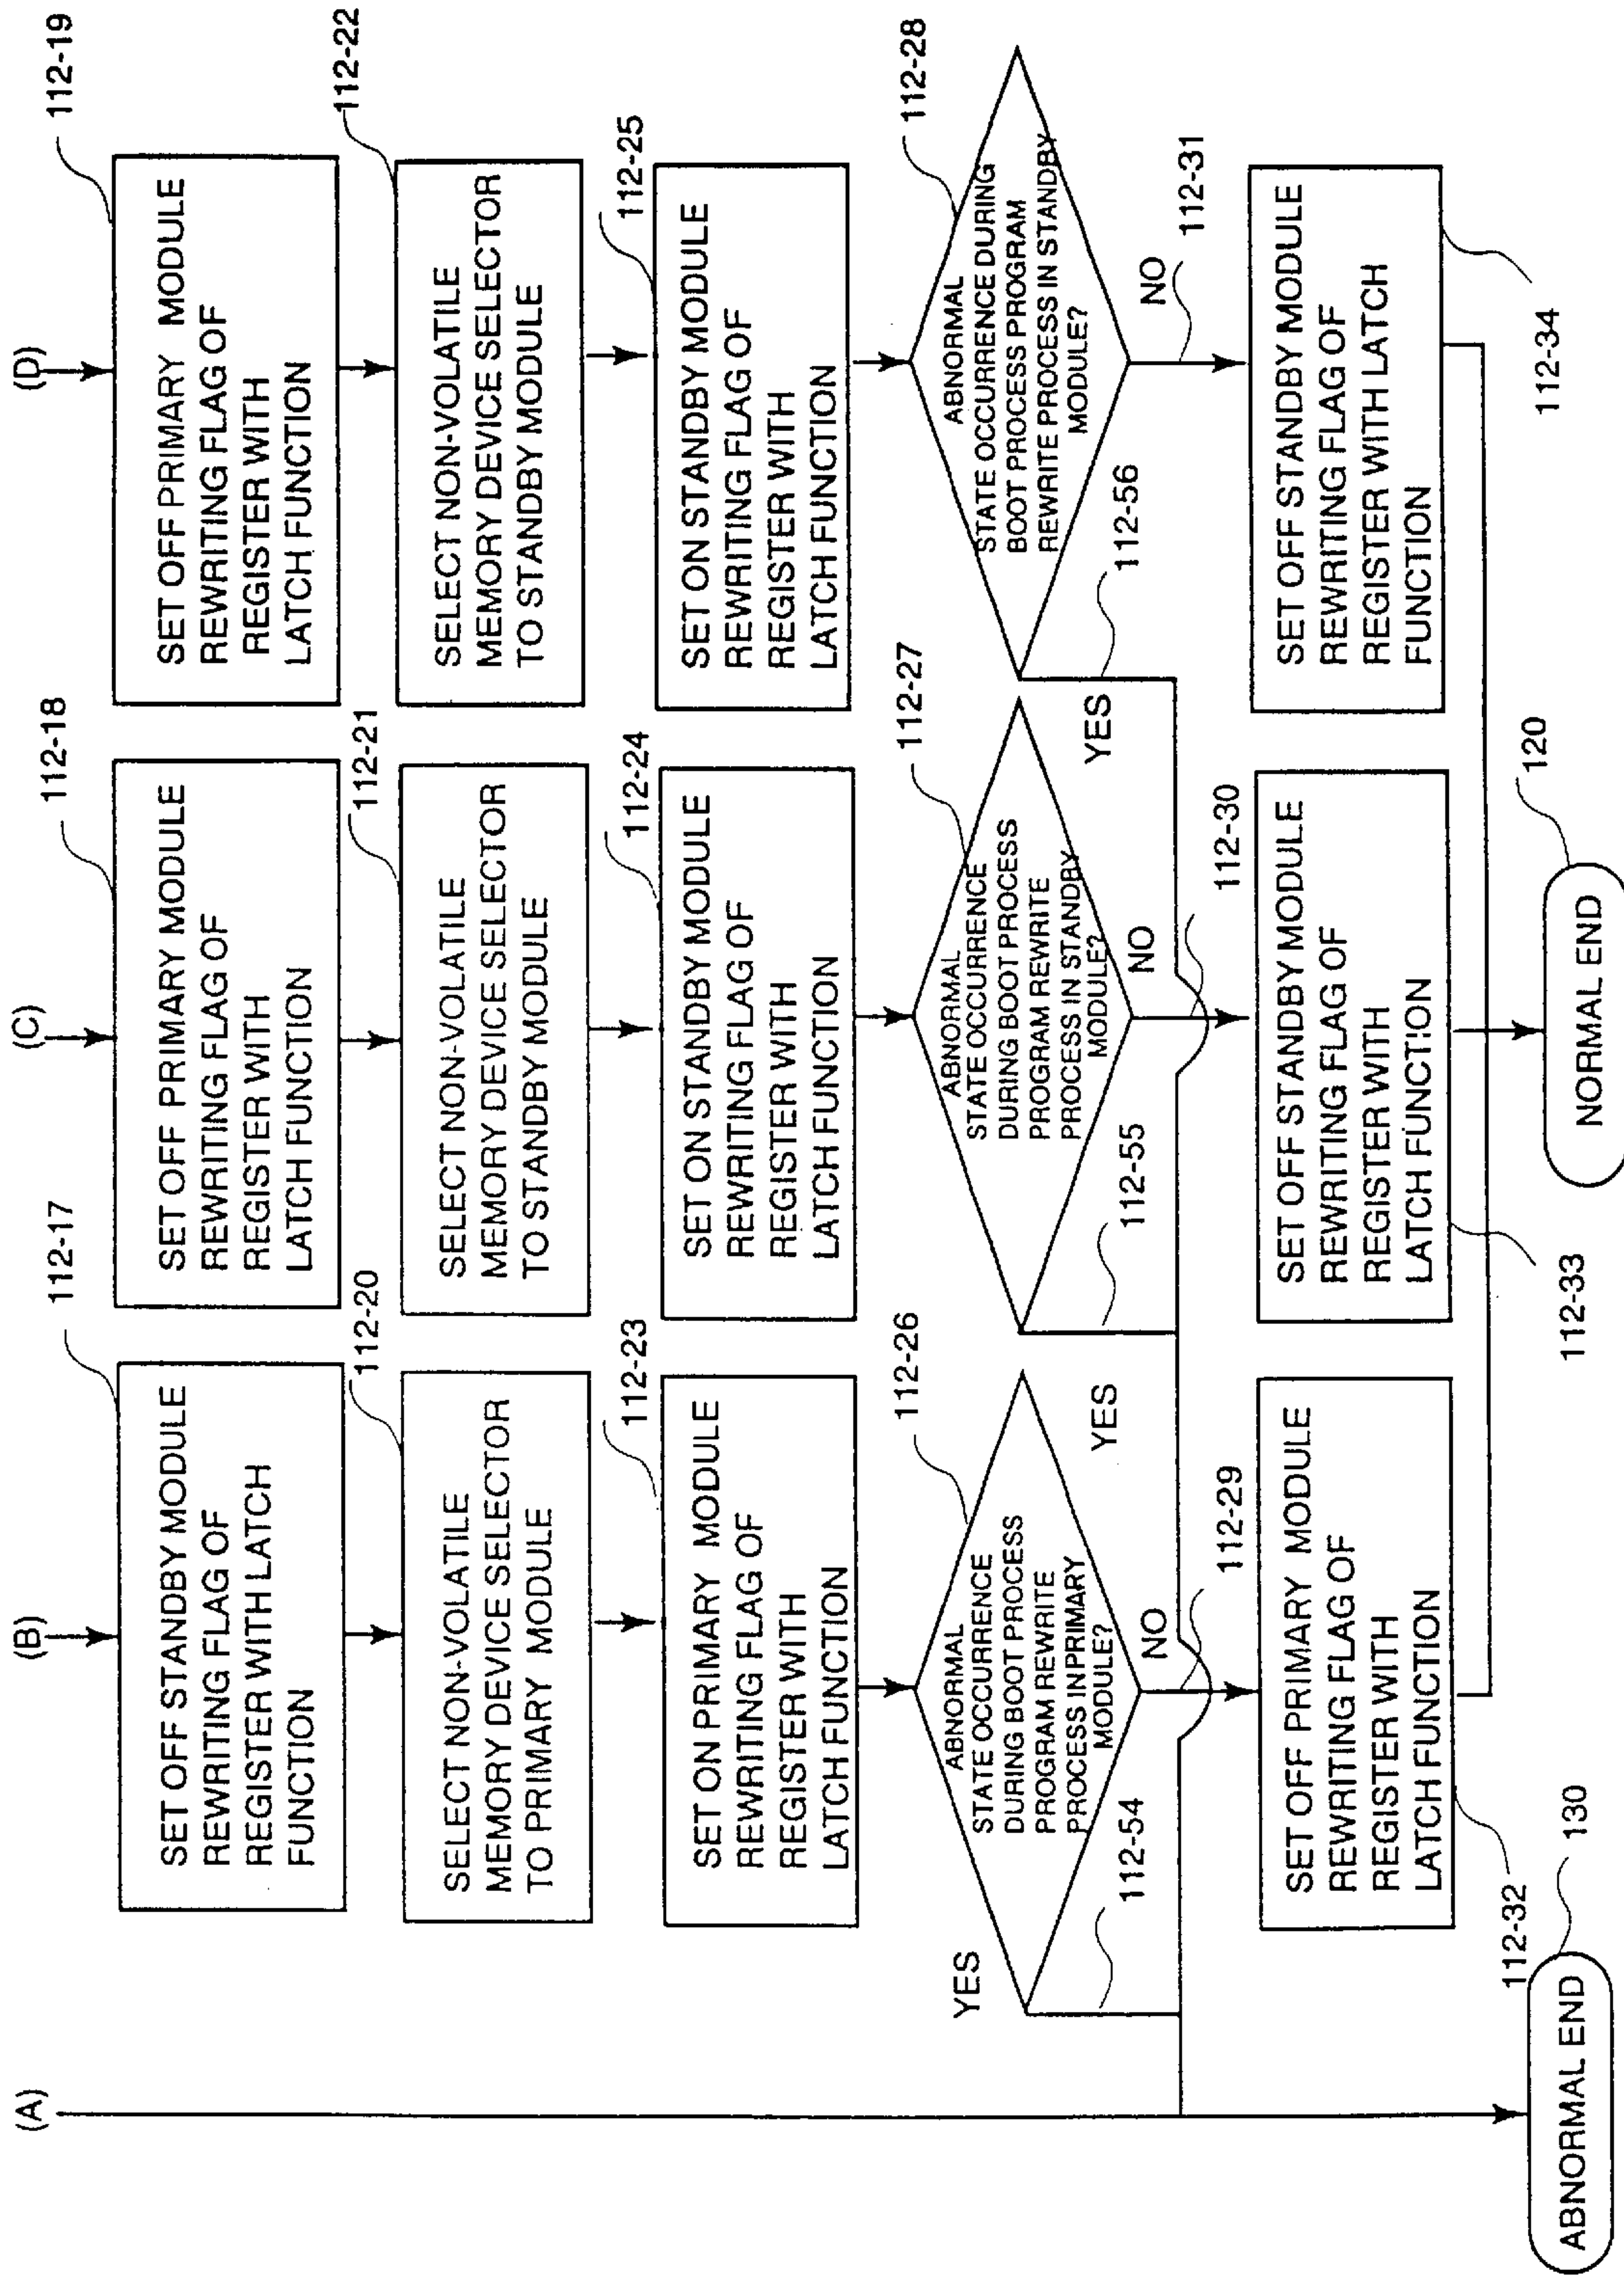 (A)
(B)
(C)
(D)
112-17
SET OFF STANDBY MODULE
REWRITING FLAG OF
REGISTER WITH LATCH
FUNCTION
112-18
SET OFF PRIMARY MODULE
REWRITING FLAG OF
REGISTER WITH
LATCH FUNCTION
112-19
SET OFF PRIMARY MODULE
REWRITING FLAG OF
REGISTER WITH
LATCH FUNCTION
112-20
SELECT NON-VOLATILE
MEMORY DEVICE SELECTOR
TO PRIMARY MODULE
112-21
SELECT NON-VOLATILE
MEMORY DEVICE SELECTOR
TO STANDBY MODULE
112-22
SELECT NON-VOLATILE
MEMORY DEVICE SELECTOR
TO STANDBY MODULE
112-23
SET ON PRIMARY MODULE
REWRITING FLAG OF
REGISTER WITH
LATCH FUNCTION
112-24
SET ON STANDBY MODULE
REWRITING FLAG OF
REGISTER WITH
LATCH FUNCTION
112-25
SET ON STANDBY MODULE
REWRITING FLAG OF
REGISTER WITH
LATCH FUNCTION
112-26
ABNORMAL
STATE OCCURRENCE
DURING BOOT PROCESS
PROGRAM REWRITE
PROCESS IN PRIMARY
MODULE?
YES
112-54
NO
112-29
112-27
ABNORMAL
STATE OCCURRENCE
DURING BOOT PROCESS
PROGRAM REWRITE
PROCESS IN STANDBY
MODULE?
YES
112-55
NO
112-30
112-28
ABNORMAL
STATE OCCURRENCE DURING
BOOT PROCESS PROGRAM
REWRITE PROCESS IN STANDBY
MODULE?
YES
112-56
NO
112-31
SET OFF PRIMARY MODULE
REWRITING FLAG OF
REGISTER WITH
LATCH FUNCTION
112-32
SET OFF STANDBY MODULE
REWRITING FLAG OF
REGISTER WITH
LATCH FUNCTION
112-33
SET OFF STANDBY MODULE
REWRITING FLAG OF
REGISTER WITH LATCH
FUNCTION
112-34
ABNORMAL END
130
NORMAL END
120